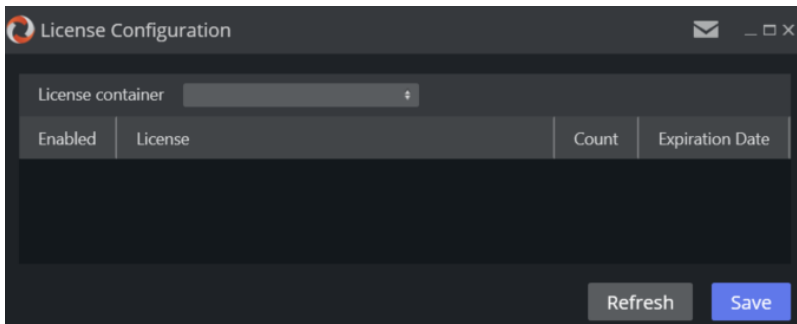 License Configuration
License container
Enabled License Count Expiration Date
Refresh Save